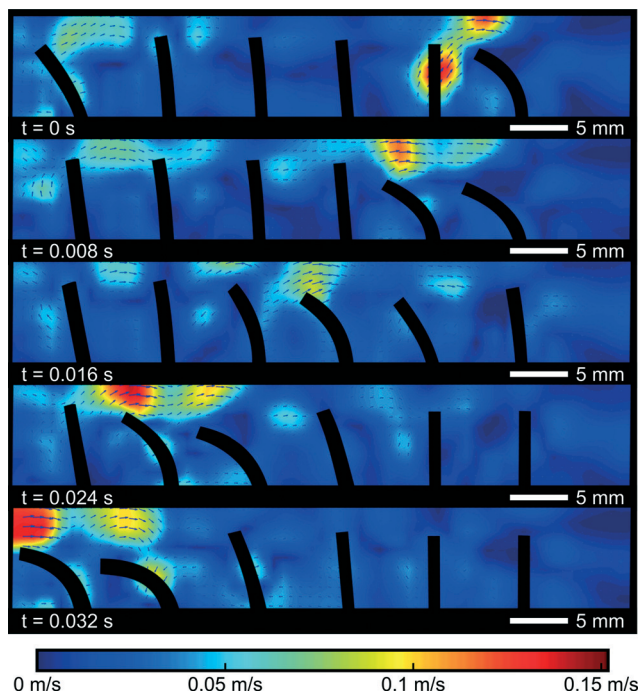 t = 0 s 5 mm
t = 0.008 s 5 mm
t = 0.016 s 5 mm
t = 0.024 s 5 mm
t = 0.032 s 5 mm
0 m/s 0.05 m/s 0.1 m/s 0.15 m/s